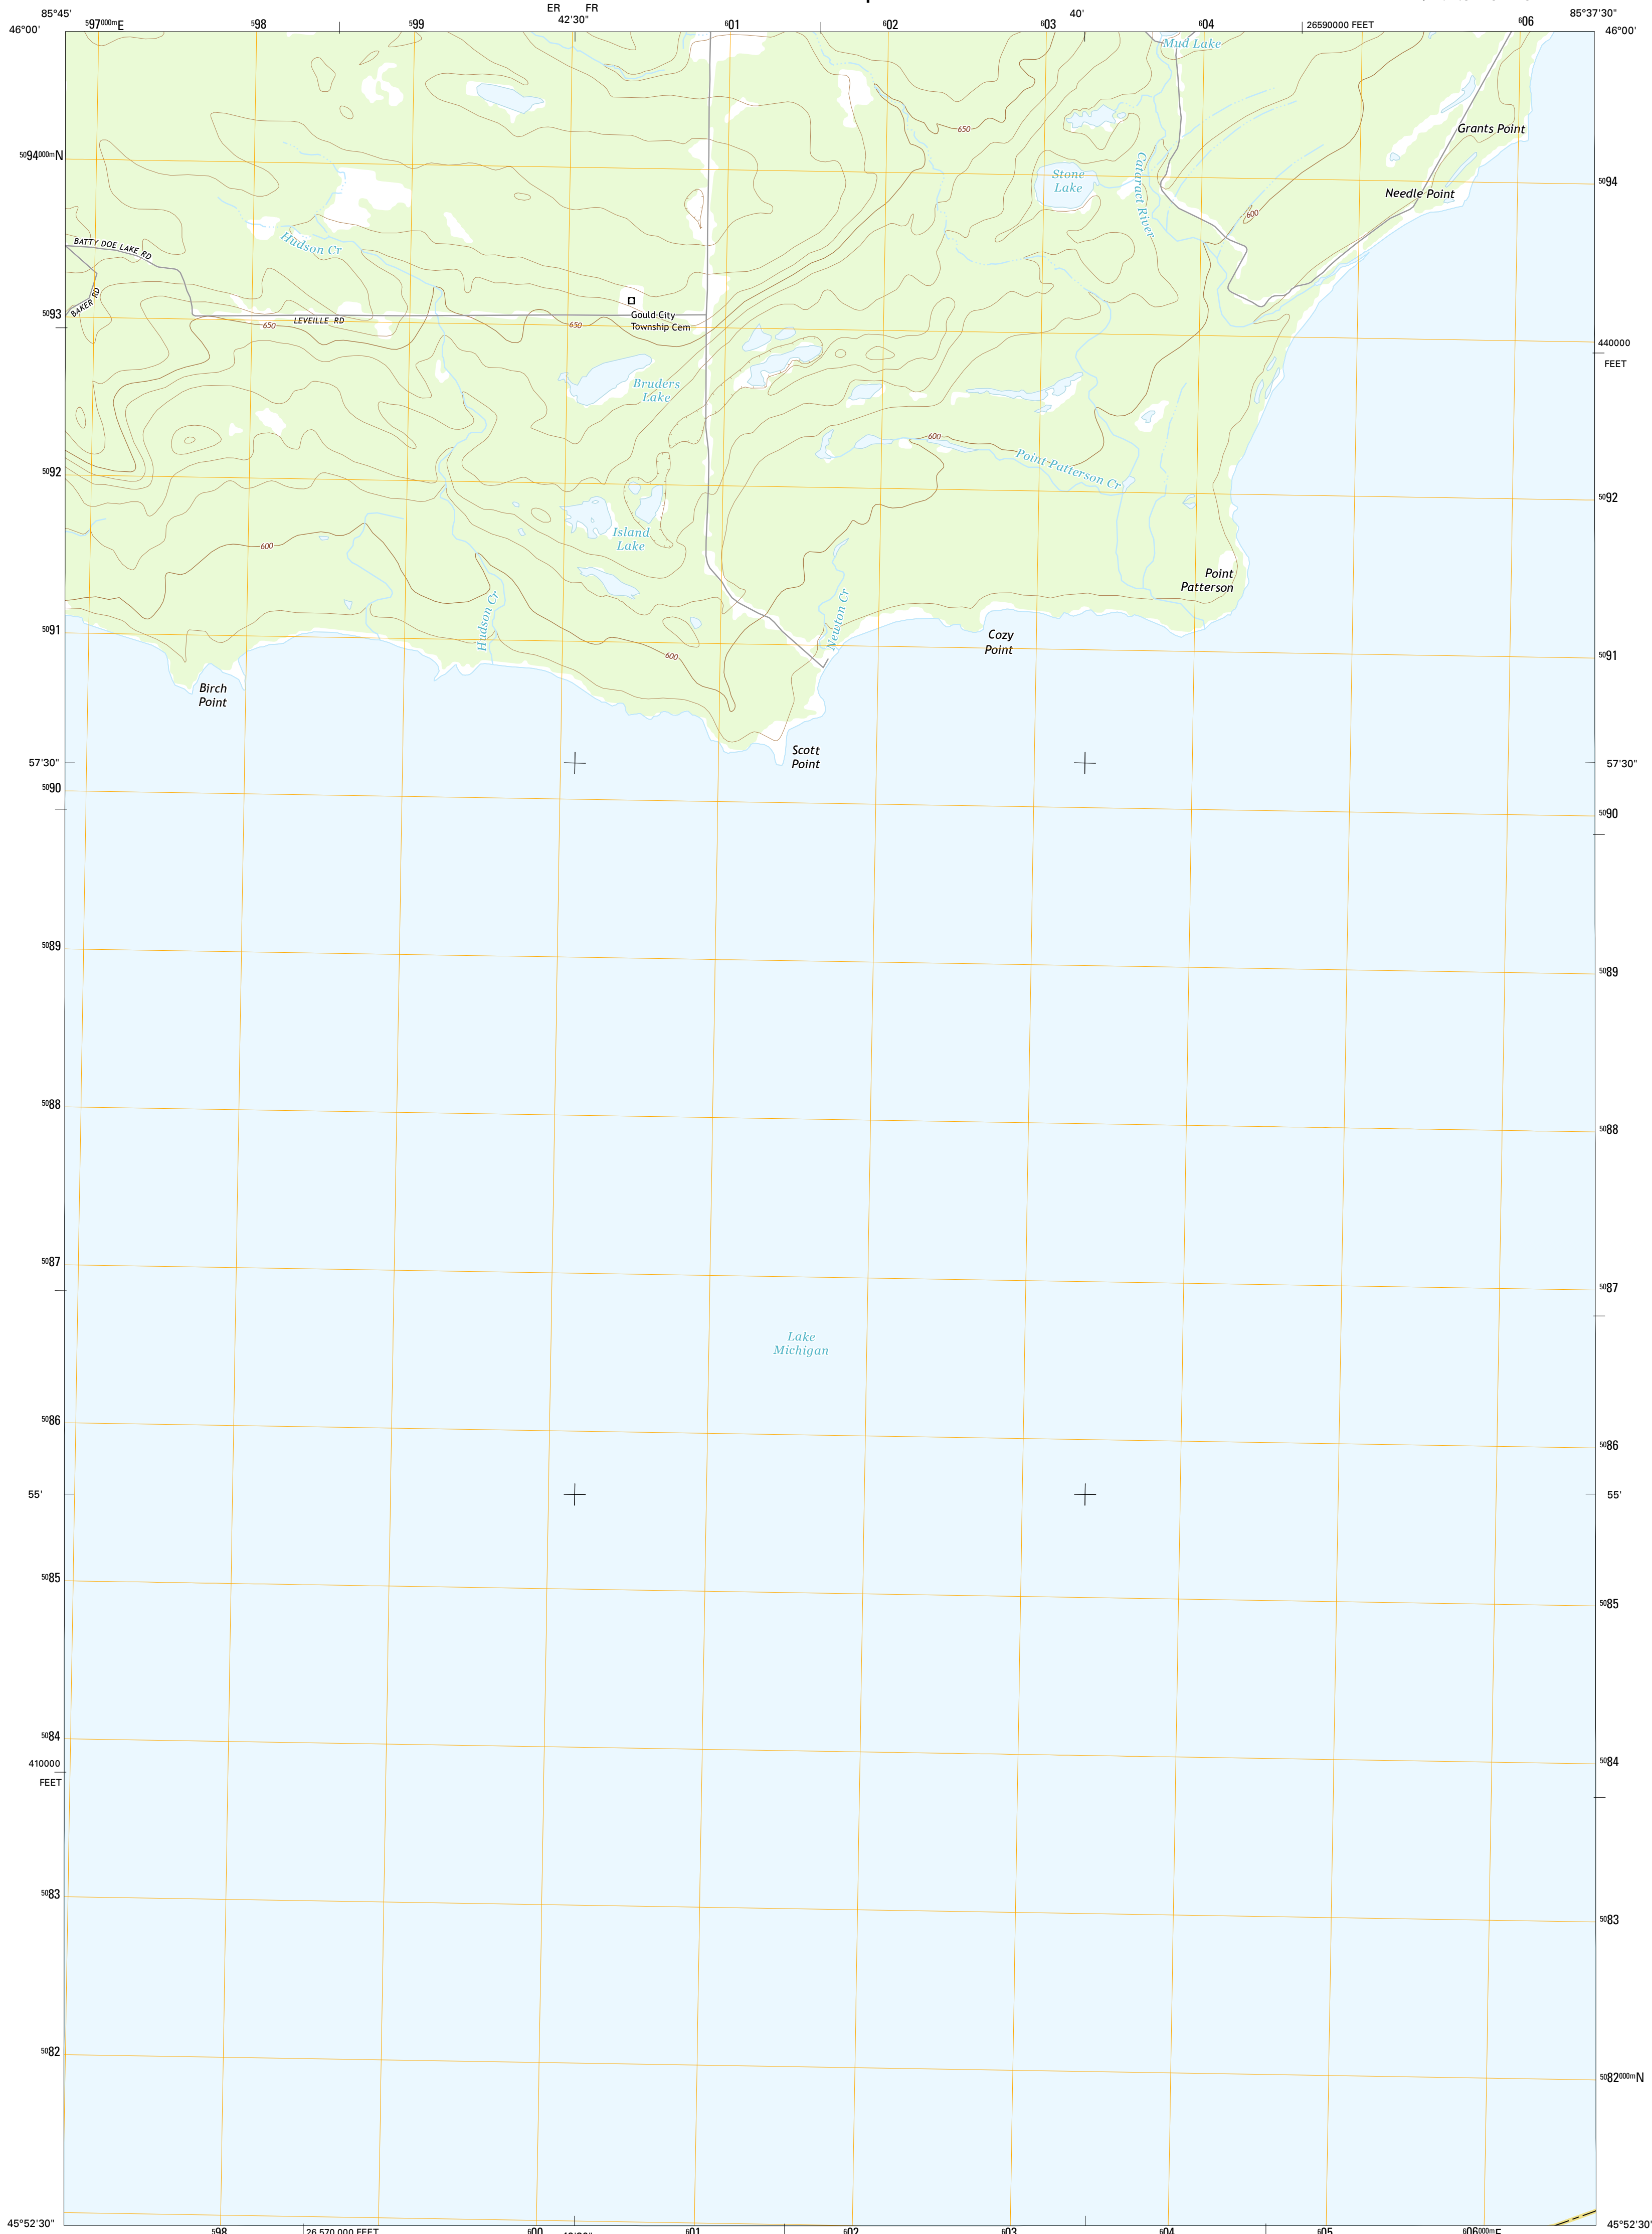 ER FR
85°45' 42'30" 40' 85°37'30"
46°00' 597000mE 598 599 601 602 603 604 26590000 FEET 606 46°00'
Mud Lake
Grants Point
650
5094000mN
Stone
Lake
Cataract River
5094
Needle Point
600
BATTY DOE LAKE RD
Hudson Cr
BAKER RD
5093
LEVEILLE RD
650
650
Gould City
Township Cem
440000
FEET
Bruders
Lake
600
Point Patterson Cr
5092
5092
Island
Lake
600
Point
Patterson
Hudson Cr
Newton Cr
5091
Cozy
Point
5091
600
Birch
Point
Scott
Point
57'30"
57'30"
5090
5090
5089
5089
5088
5088
5087
5087
Lake
Michigan
5086
5086
55'
55'
5085
5085
5084
410000
FEET
5084
5083
5083
5082
5082000mN
45°52'30"
45°52'30"
598 26 570 000 FEET 600 601 602 603 604 605 606000mE